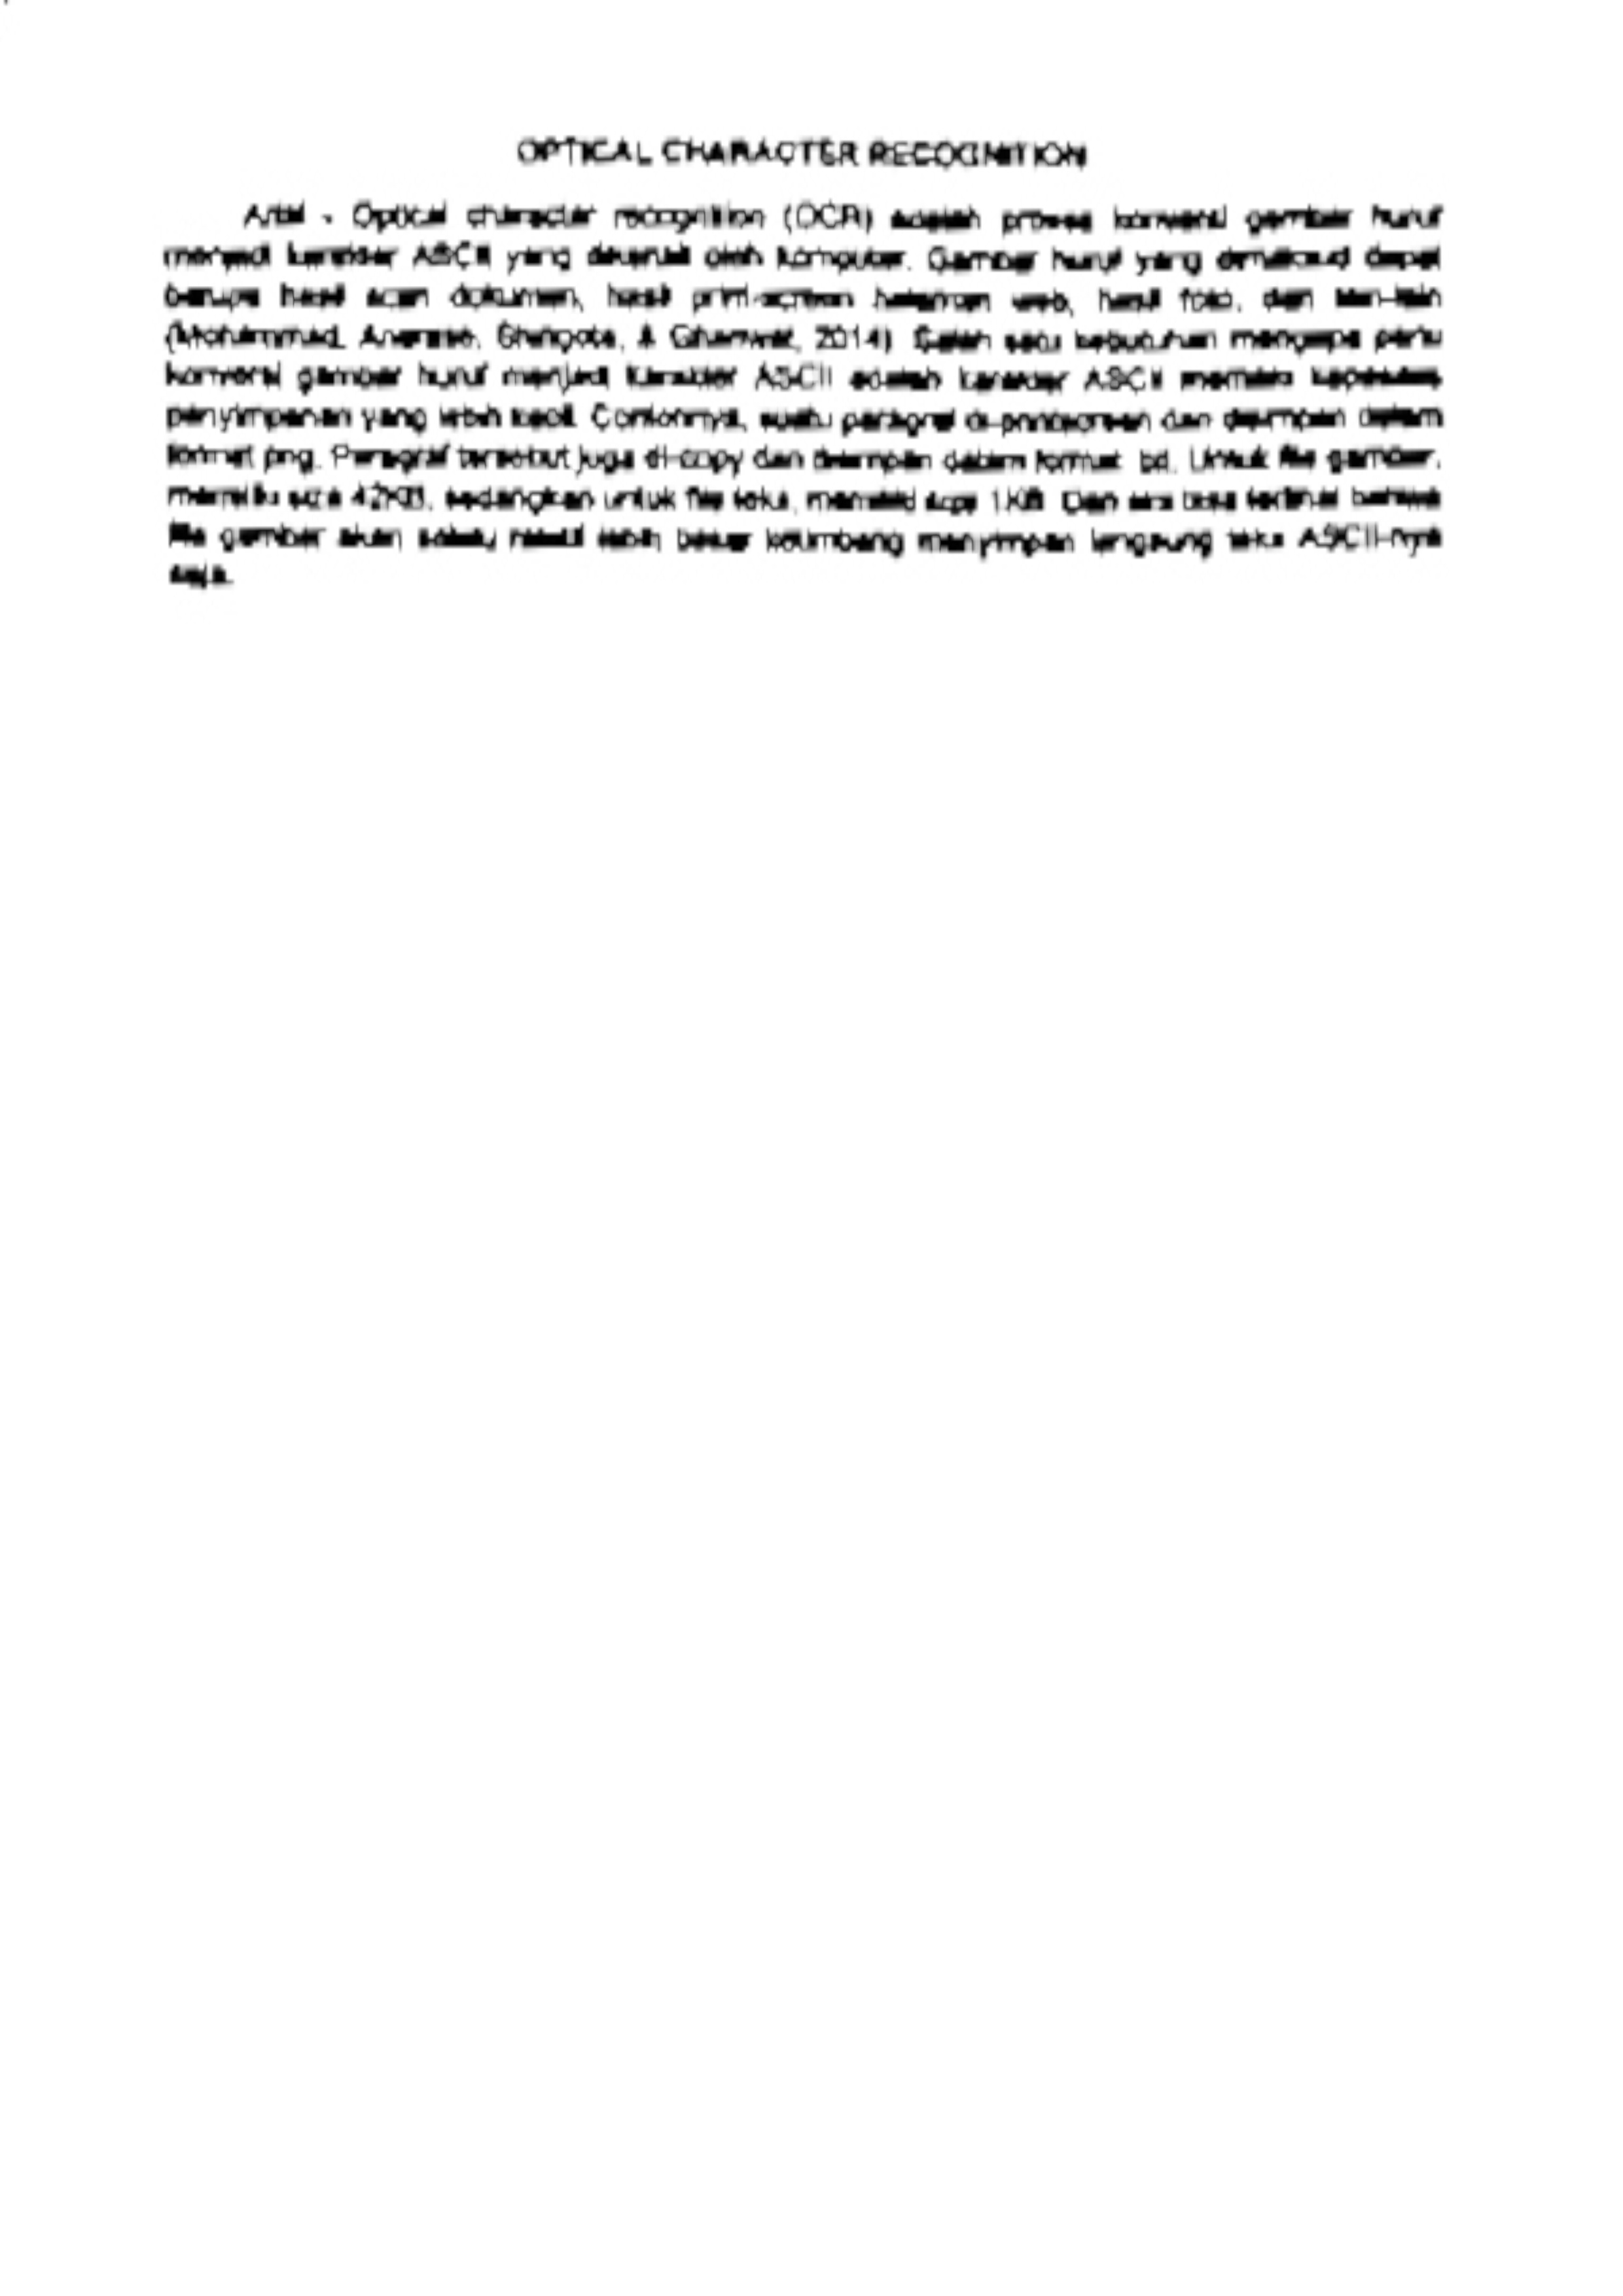 OPTICAL CHARACTER RECOGNITION
Arial - Optical character recognition (OCR) adalah proses konversi gambar huruf
menjadi karakter ASCII yang dikenali oleh komputer. Gambar huruf yang dimaksud dapat
berupa hasil scan dokumen, hasil print-screen halaman web, hasil foto, dan lain-lain
(Mohammad, Shingote, & 2014) Salah satu kebutuhan mengapa perlu
konversi gambar huruf menjadi karakter ASCII adalah karakter ASCII memiliki kapasitas
penyimpanan yang lebih kecil. Contohnya, suatu paragraf di-printscreen dan disimpan dalam
format png. Paragraf tersebut juga di-copy dan disimpan dalam format Untuk file gambar,
memiliki size 42KB, sedangkan untuk file teks, memiliki size 1KB. Dari sini bisa terlihat bahwa
file gambar akan selalu relatif lebih besar ketimbang menyimpan langsung teks ASCII-nya
saja.